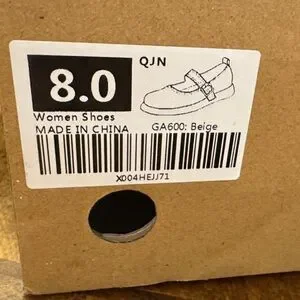 8.0
QJN
Women Shoes
MADE IN CHINA
GA600: Beige
X004HEJJ71